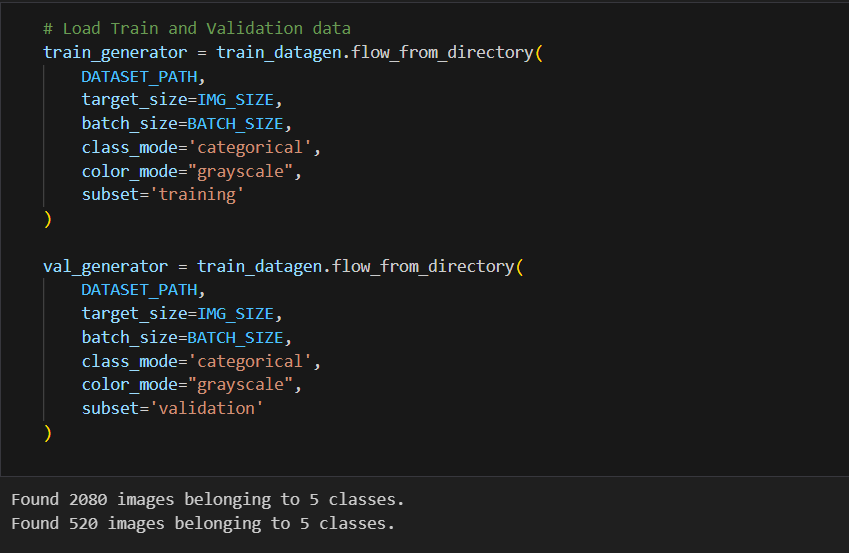 # Load Train and Validation data
train_generator = train_datagen.flow_from_directory(
    DATASET_PATH,
    target_size=IMG_SIZE,
    batch_size=BATCH_SIZE,
    class_mode='categorical',
    color_mode="grayscale",
    subset='training'
)
val_generator = train_datagen.flow_from_directory(
    DATASET_PATH,
    target_size=IMG_SIZE,
    batch_size=BATCH_SIZE,
    class_mode='categorical',
    color_mode="grayscale",
    subset='validation'
)
Found 2080 images belonging to 5 classes.
Found 520 images belonging to 5 classes.